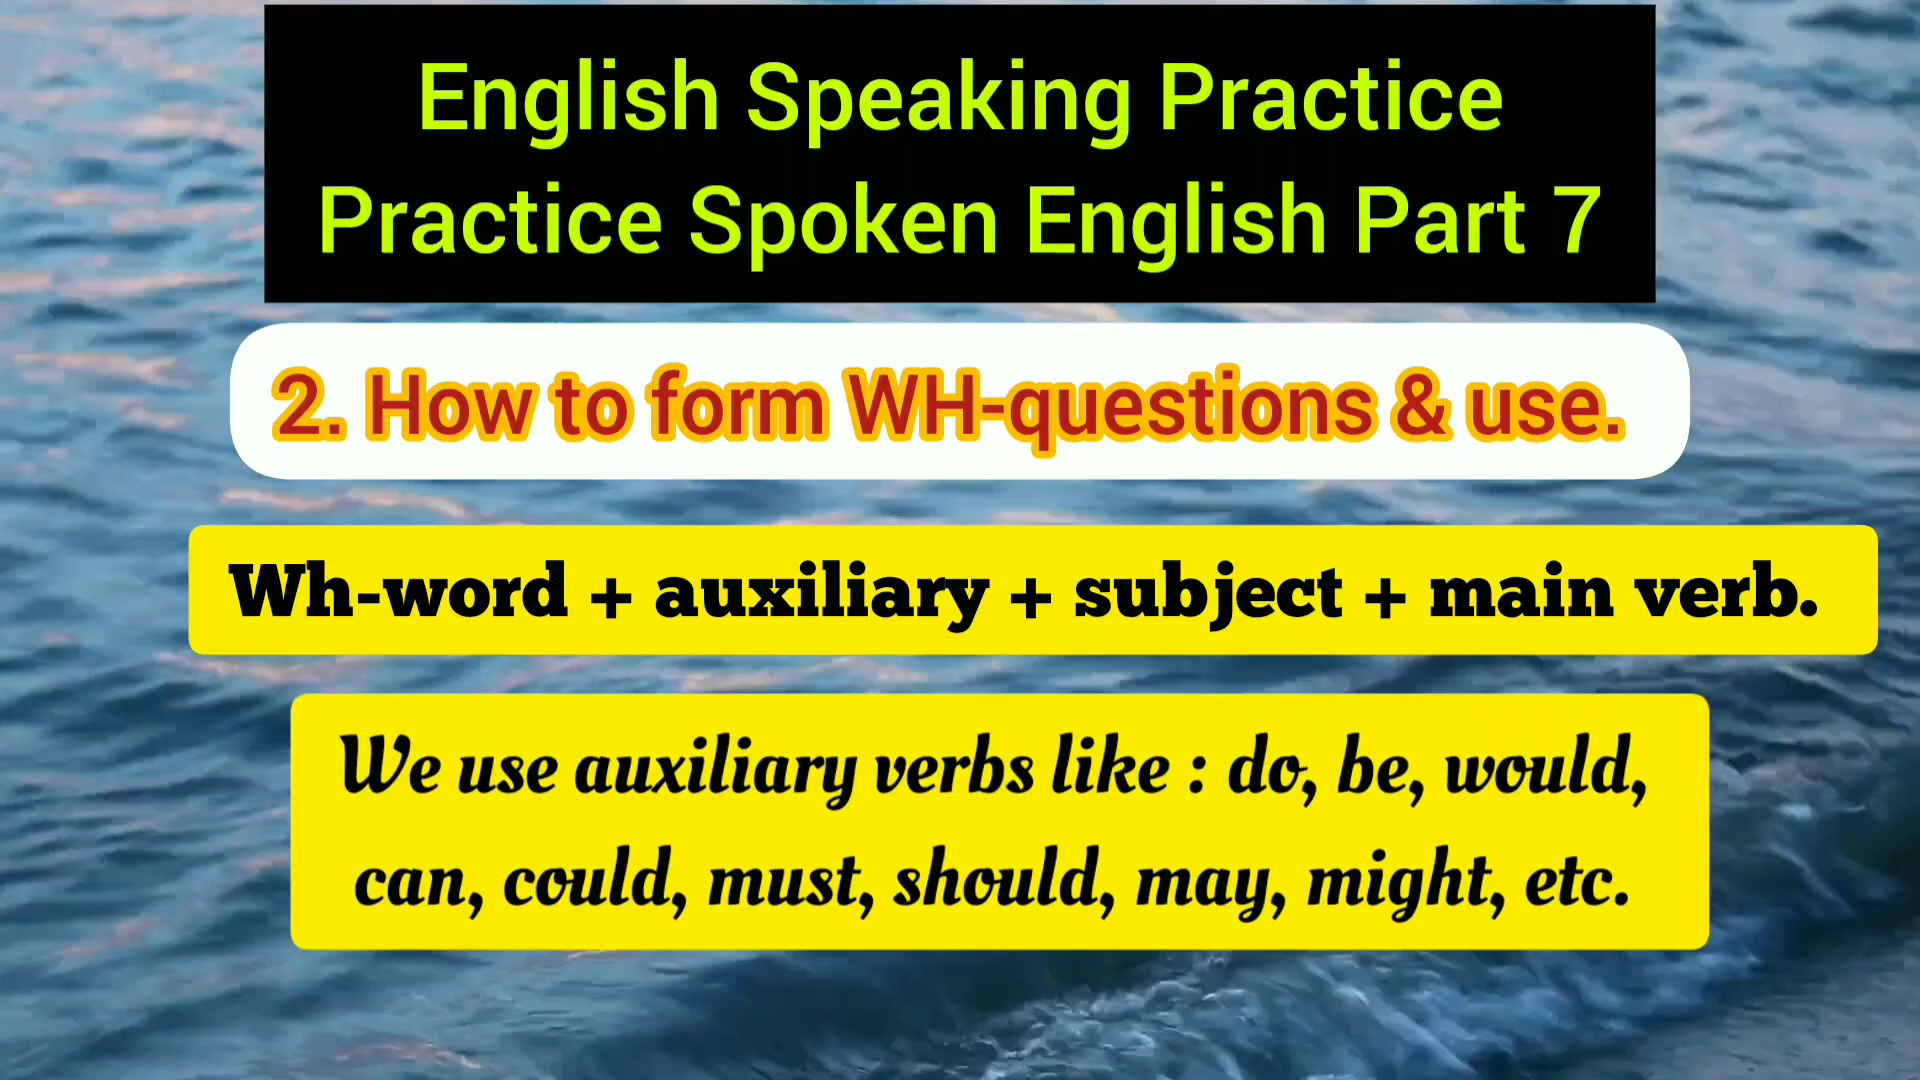 English Speaking Practice
Practice Spoken English Part 7
2. How to form WH-questions & use.
Wh-word + auxiliary + subject + main verb.
We use auxiliary verbs like : do, be, would,
can, could, must, should, may, might, etc.